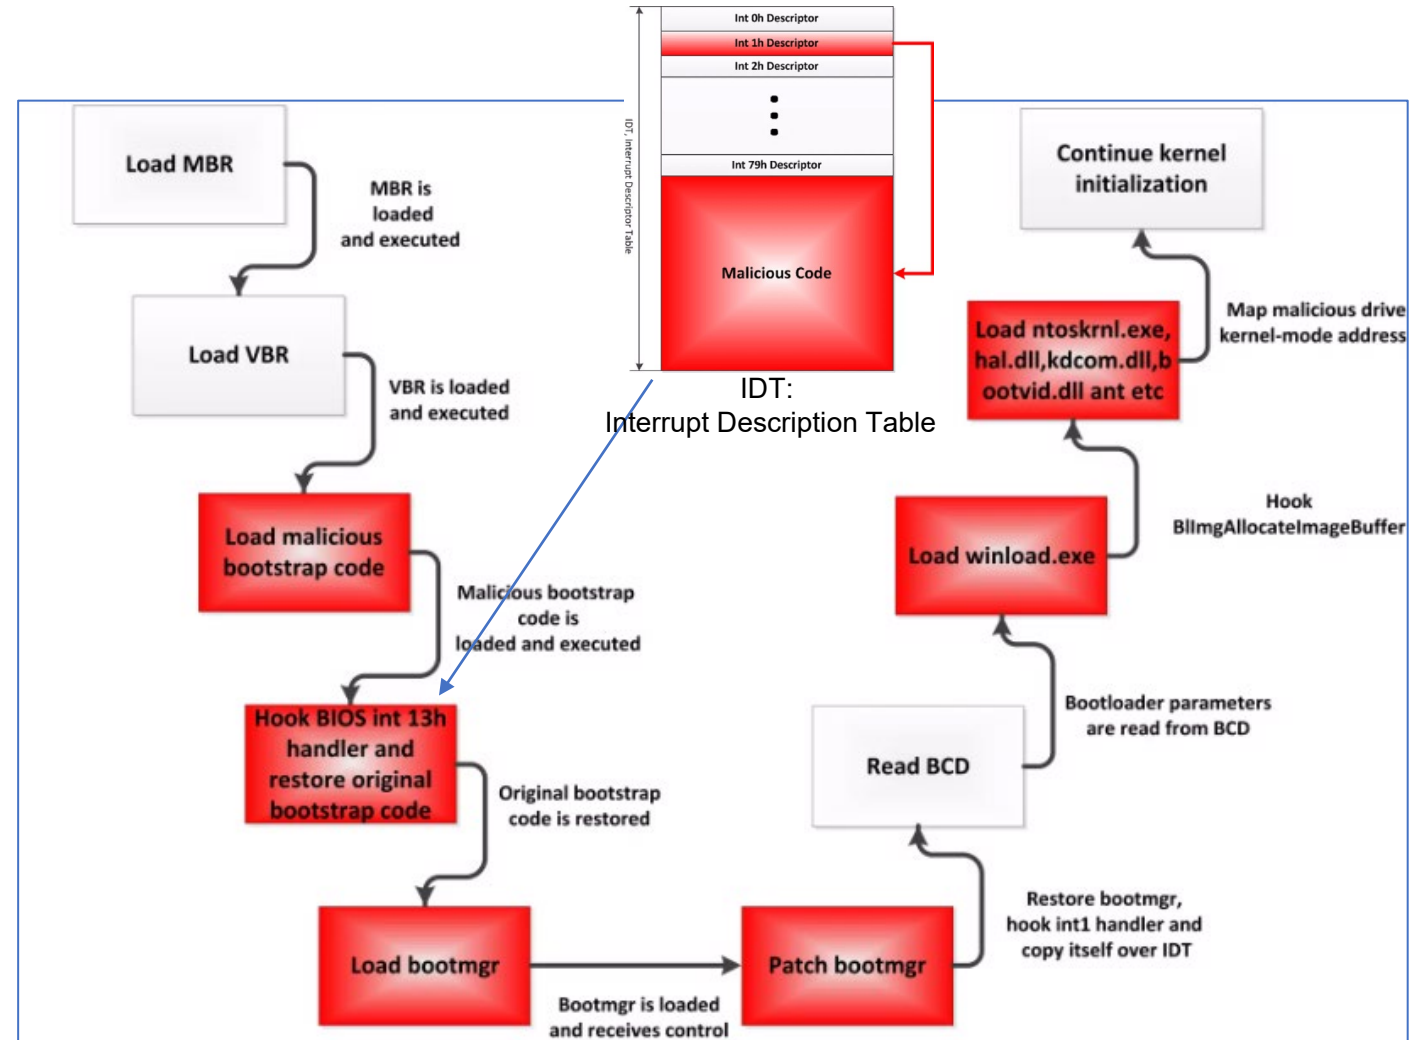 Int 0h Descriptor
Int 1h Descriptor
Int 2h Descriptor
Int 79h Descriptor
Malicious Code
IDT, Interrupt Descriptor Table
IDT:
Interrupt Description Table
Load MBR
MBR is
loaded
and executed
Load VBR
VBR is loaded
and executed
Load malicious
bootstrap code
Malicious bootstrap
code is
loaded and executed
Hook BIOS int 13h
handler and
restore original
bootstrap code
Original bootstrap
code is restored
Load bootmgr
Bootmgr is loaded
and receives control
Patch bootmgr
Restore bootmgr,
hook int1 handler and
copy itself over IDT
Read BCD
Bootloader parameters
are read from BCD
Load winload.exe
Hook
BlImgAllocateImageBuffer
Load ntoskrnl.exe,
hal.dll,kdcom.dll,b
ootvid.dll ant etc
Map malicious drive
kernel-mode address
Continue kernel
initialization